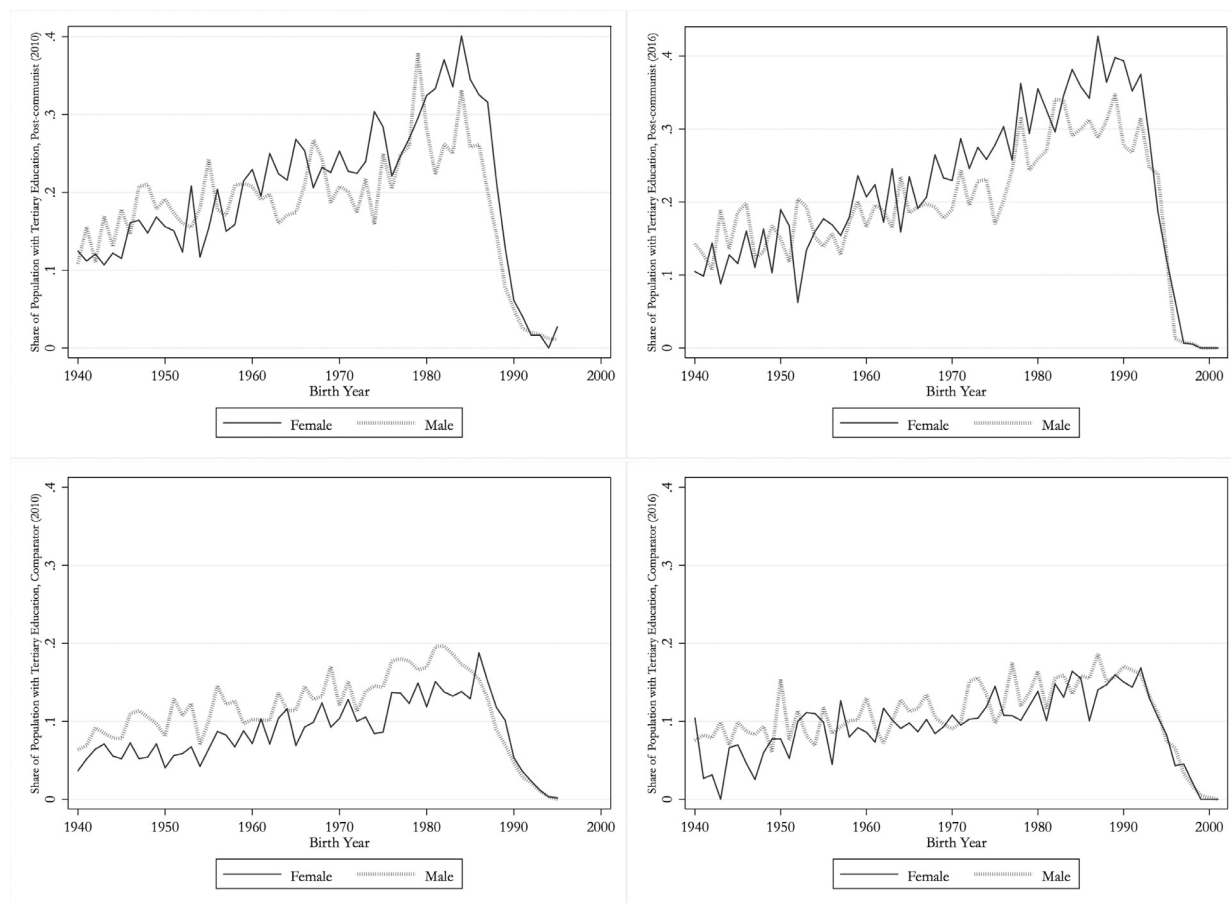 Share of Population with Tertiary Education, Post-communist (2010)
.4
.3
.2
.1
0
1940 1950 1960 1970 1980 1990 2000
Birth Year
Female Male
Share of Population with Tertiary Education, Post-communist (2016)
.4
.3
.2
.1
0
1940 1950 1960 1970 1980 1990 2000
Birth Year
Female Male
Share of Population with Tertiary Education, Comparator (2010)
.4
.3
.2
.1
0
1940 1950 1960 1970 1980 1990 2000
Birth Year
Female Male
Share of Population with Tertiary Education, Comparator (2016)
.4
.3
.2
.1
0
1940 1950 1960 1970 1980 1990 2000
Birth Year
Female Male